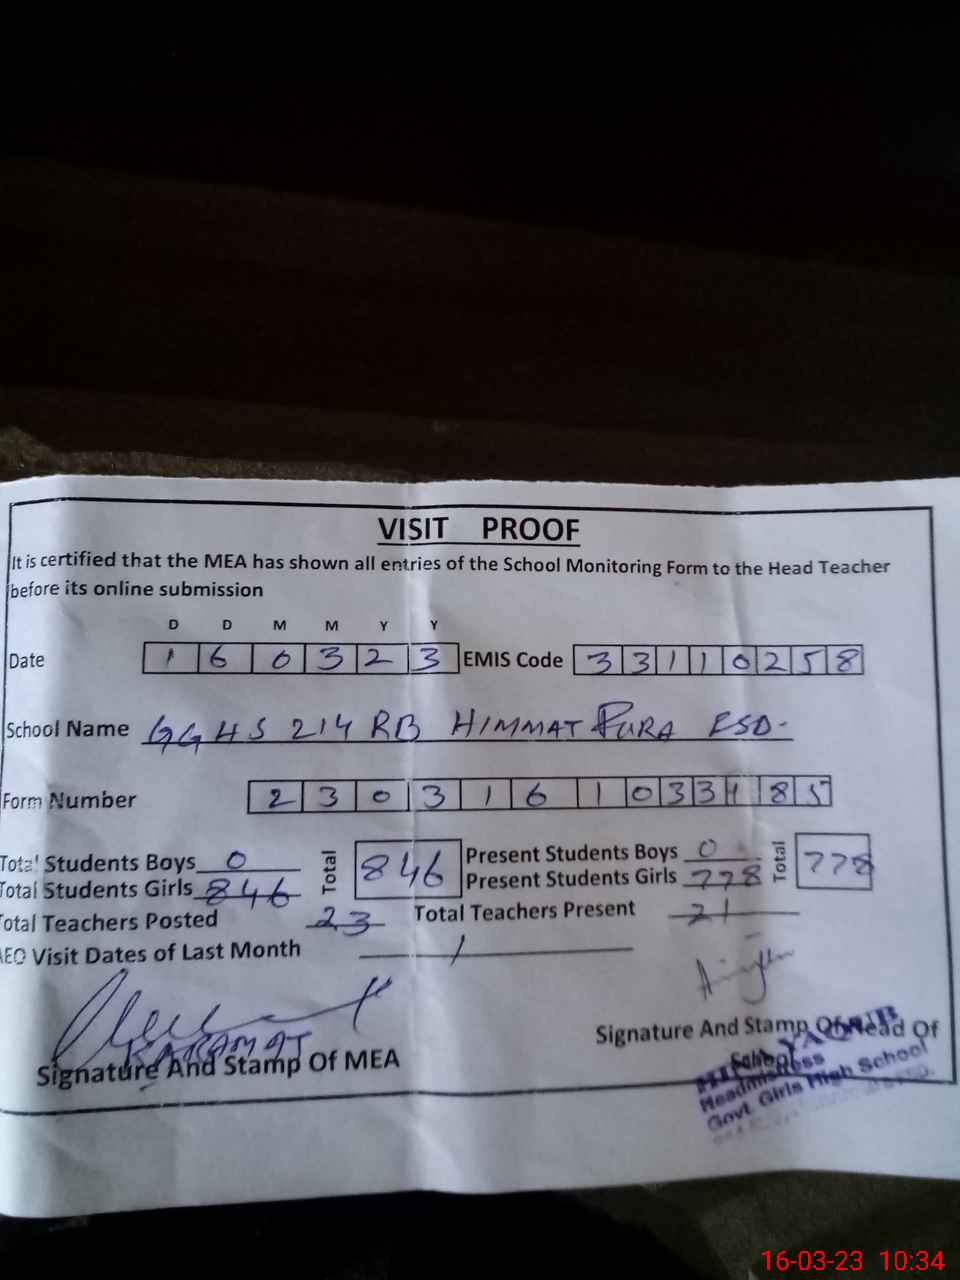 VISIT PROOF
It is certified that the MEA has shown all entries of the School Monitoring Form to the Head Teacher
before its online submission
D D M M Y Y
Date 1 6 0 3 2 3 EMIS Code 3 3 1 1 0 2 5 8
School Name GGHS 214 RB HIMMAT PURA FSD-
Form Number 2 3 0 3 1 6 1 0 3 3 1 8 5
Total Students Boys 0 Total 846 Present Students Boys 0 Total 778
Total Students Girls 846 Present Students Girls 778
Total Teachers Posted 23 Total Teachers Present 21
AEO Visit Dates of Last Month /
Signature And Stamp Of Head Of
School
KARAMAT
Signature And Stamp Of MEA
YAQUB
Headmistress
Govt. Girls High School
16-03-23 10:34